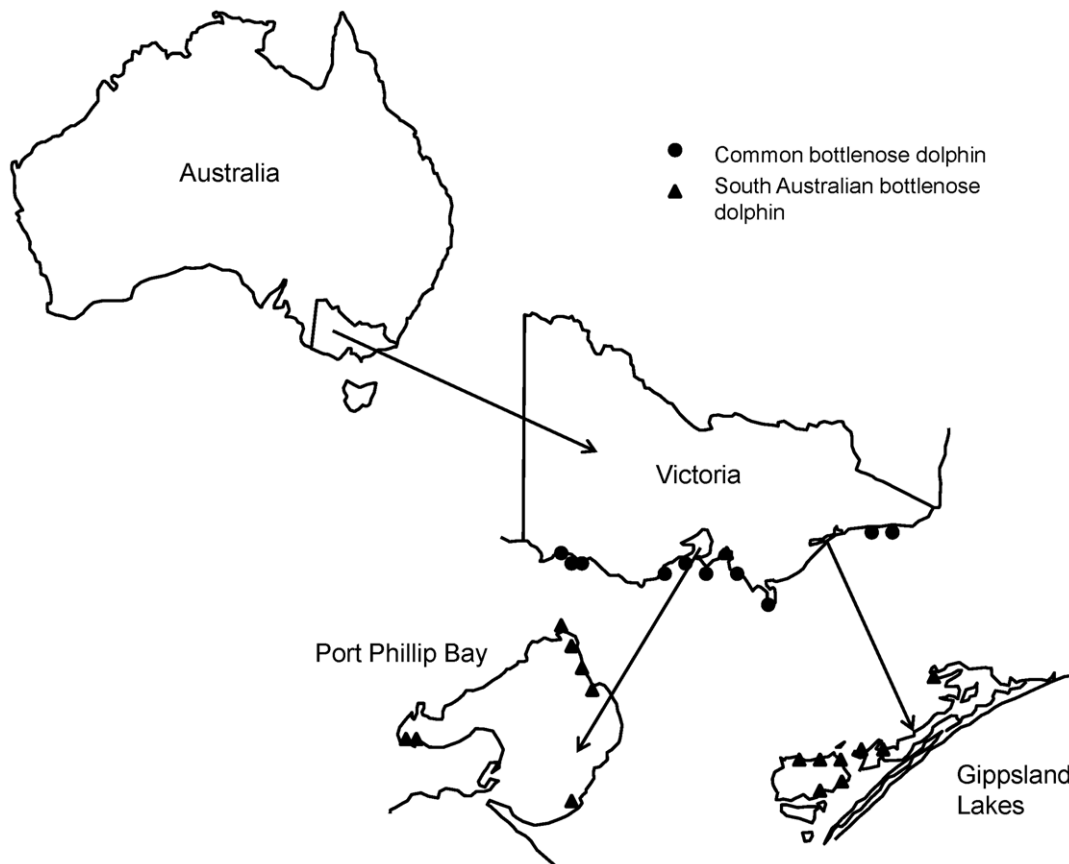 Australia
Common bottlenose dolphin
South Australian bottlenose
dolphin
Victoria
Port Phillip Bay
Gippsland
Lakes